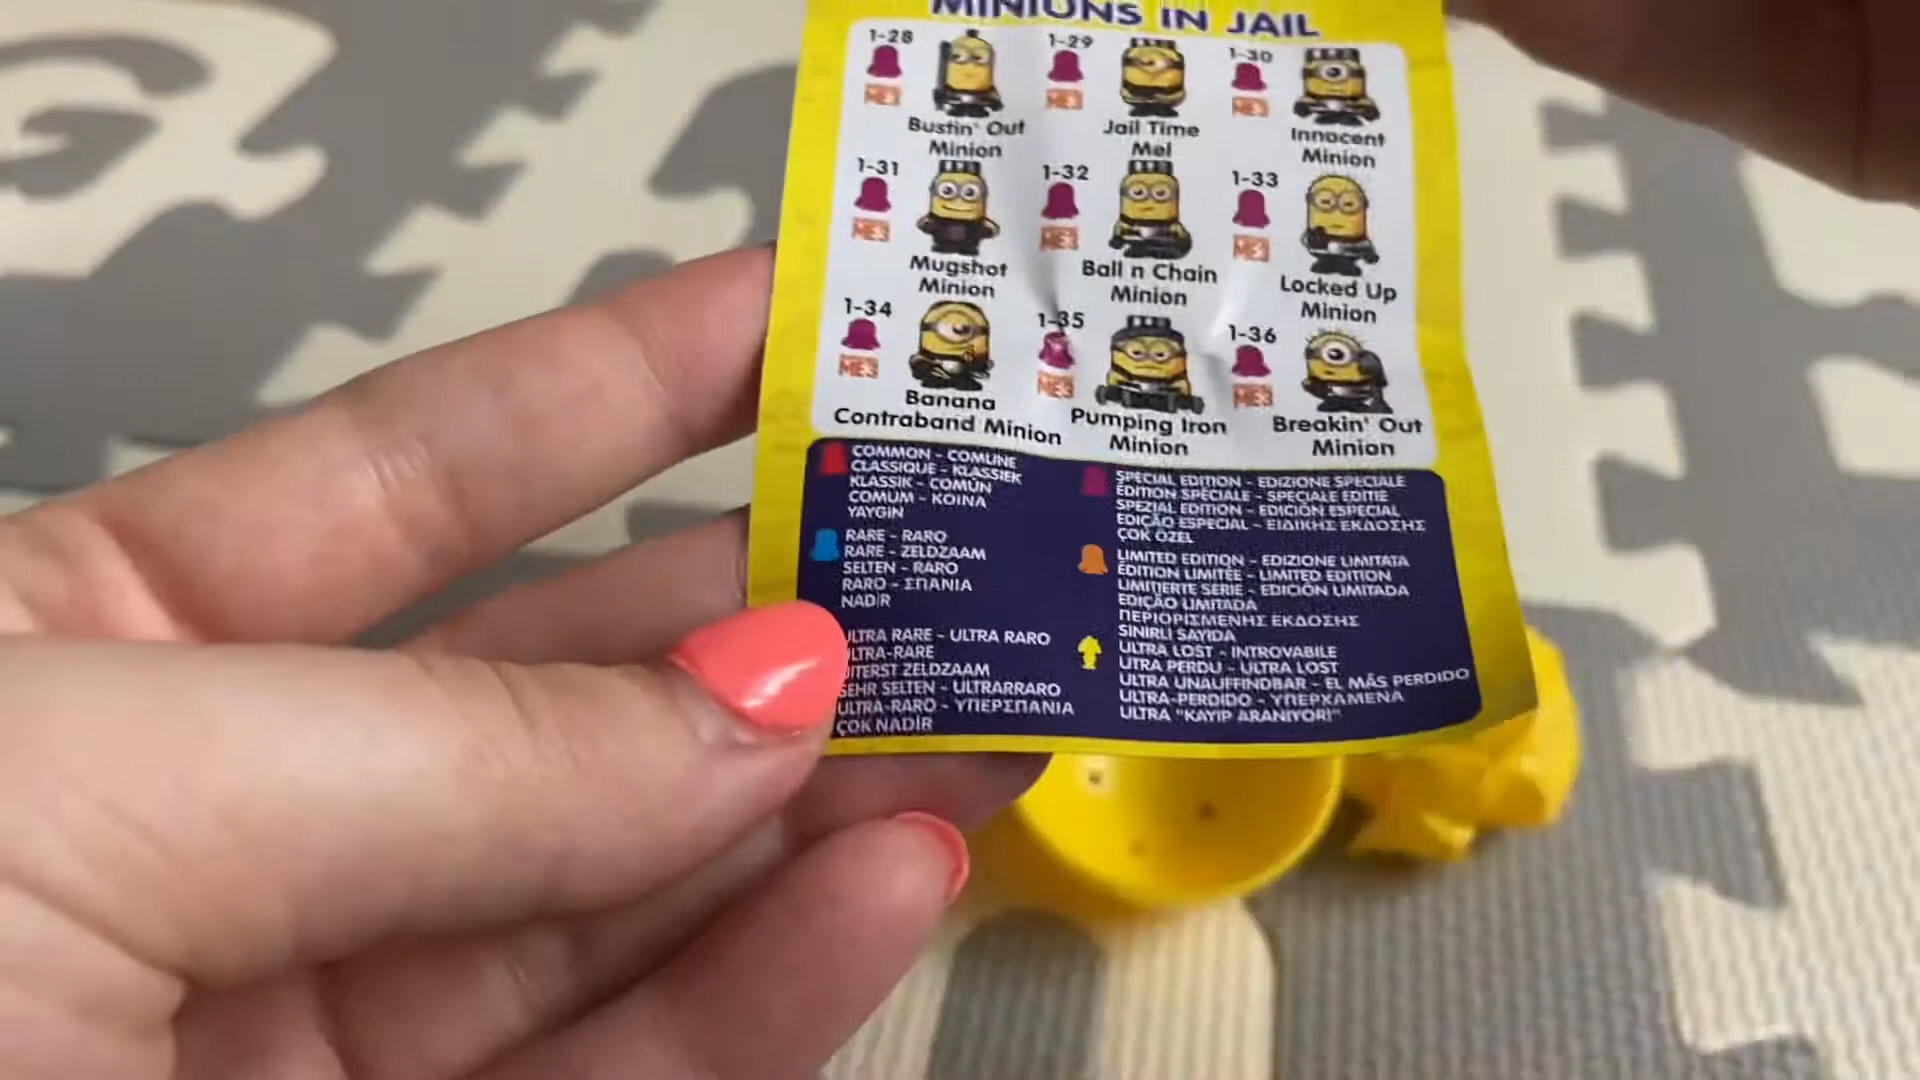 MINIONS IN JAIL
1-28
ME3
Bustin' Out
Minion
1-29
ME3
Jail Time
Mel
1-30
ME3
Innocent
Minion
1-31
ME3
Mugshot
Minion
1-32
ME3
Ball n Chain
Minion
1-33
ME3
Locked Up
Minion
1-34
ME3
Banana
Contraband Minion
1-35
ME3
Pumping Iron
Minion
1-36
ME3
Breakin' Out
Minion
COMMON - COMUNE
CLASSIQUE - KLASSIEK
KLASSIK - COMÚN
COMUM - KOINA
YAYGIN
RARE - RARO
RARE - ZELDZAAM
SELTEN - RARO
RARO - ΣΠΑΝΙΑ
NADİR
ULTRA RARE - ULTRA RARO
ULTRA-RARE
UITERST ZELDZAAM
SEHR SELTEN - ULTRARRARO
ULTRA-RARO - ΥΠΕΡΣΠΑΝΙΑ
ÇOK NADİR
SPECIAL EDITION - EDIZIONE SPECIALE
ÉDITION SPÉCIALE - SPECIALE EDITIE
SPEZIAL EDITION - EDICIÓN ESPECIAL
EDIÇÃO ESPECIAL - ΕΙΔΙΚΗΣ ΕΚΔΟΣΗΣ
ÇOK ÖZEL
LIMITED EDITION - EDIZIONE LIMITATA
ÉDITION LIMITÉE - LIMITED EDITION
LIMITIERTE SERIE - EDICIÓN LIMITADA
EDIÇÃO LIMITADA
ΠΕΡΙΟΡΙΣΜΕΝΗΣ ΕΚΔΟΣΗΣ
SINIRLI SAYIDA
ULTRA LOST - INTROVABILE
UTRA PERDU - ULTRA LOST
ULTRA UNAUFFINDBAR - EL MÁS PERDIDO
ULTRA-PERDIDO - ΥΠΕΡΧΑΜΕΝΑ
ULTRA "KAYIP ARANIYOR!"